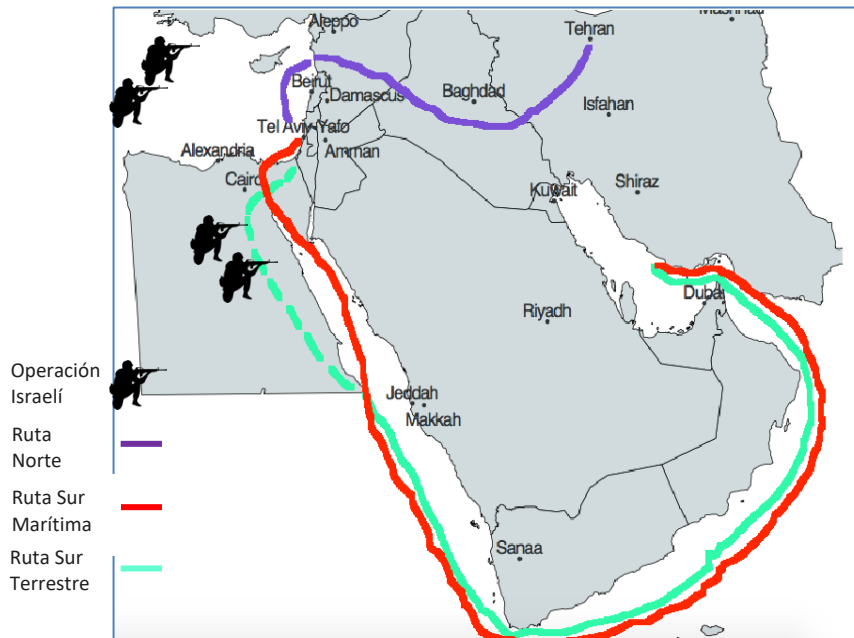 Mashhad
Aleppo
Tehran
Beirut
Baghdad
Damascus
Isfahan
Tel Aviv-Yafo
Alexandria
Amman
Cairo
Kuwait
Shiraz
Dubai
Riyadh
Operación
Israelí
Jeddah
Makkah
Ruta
Norte
Ruta Sur
Marítima
Sanaa
Ruta Sur
Terrestre